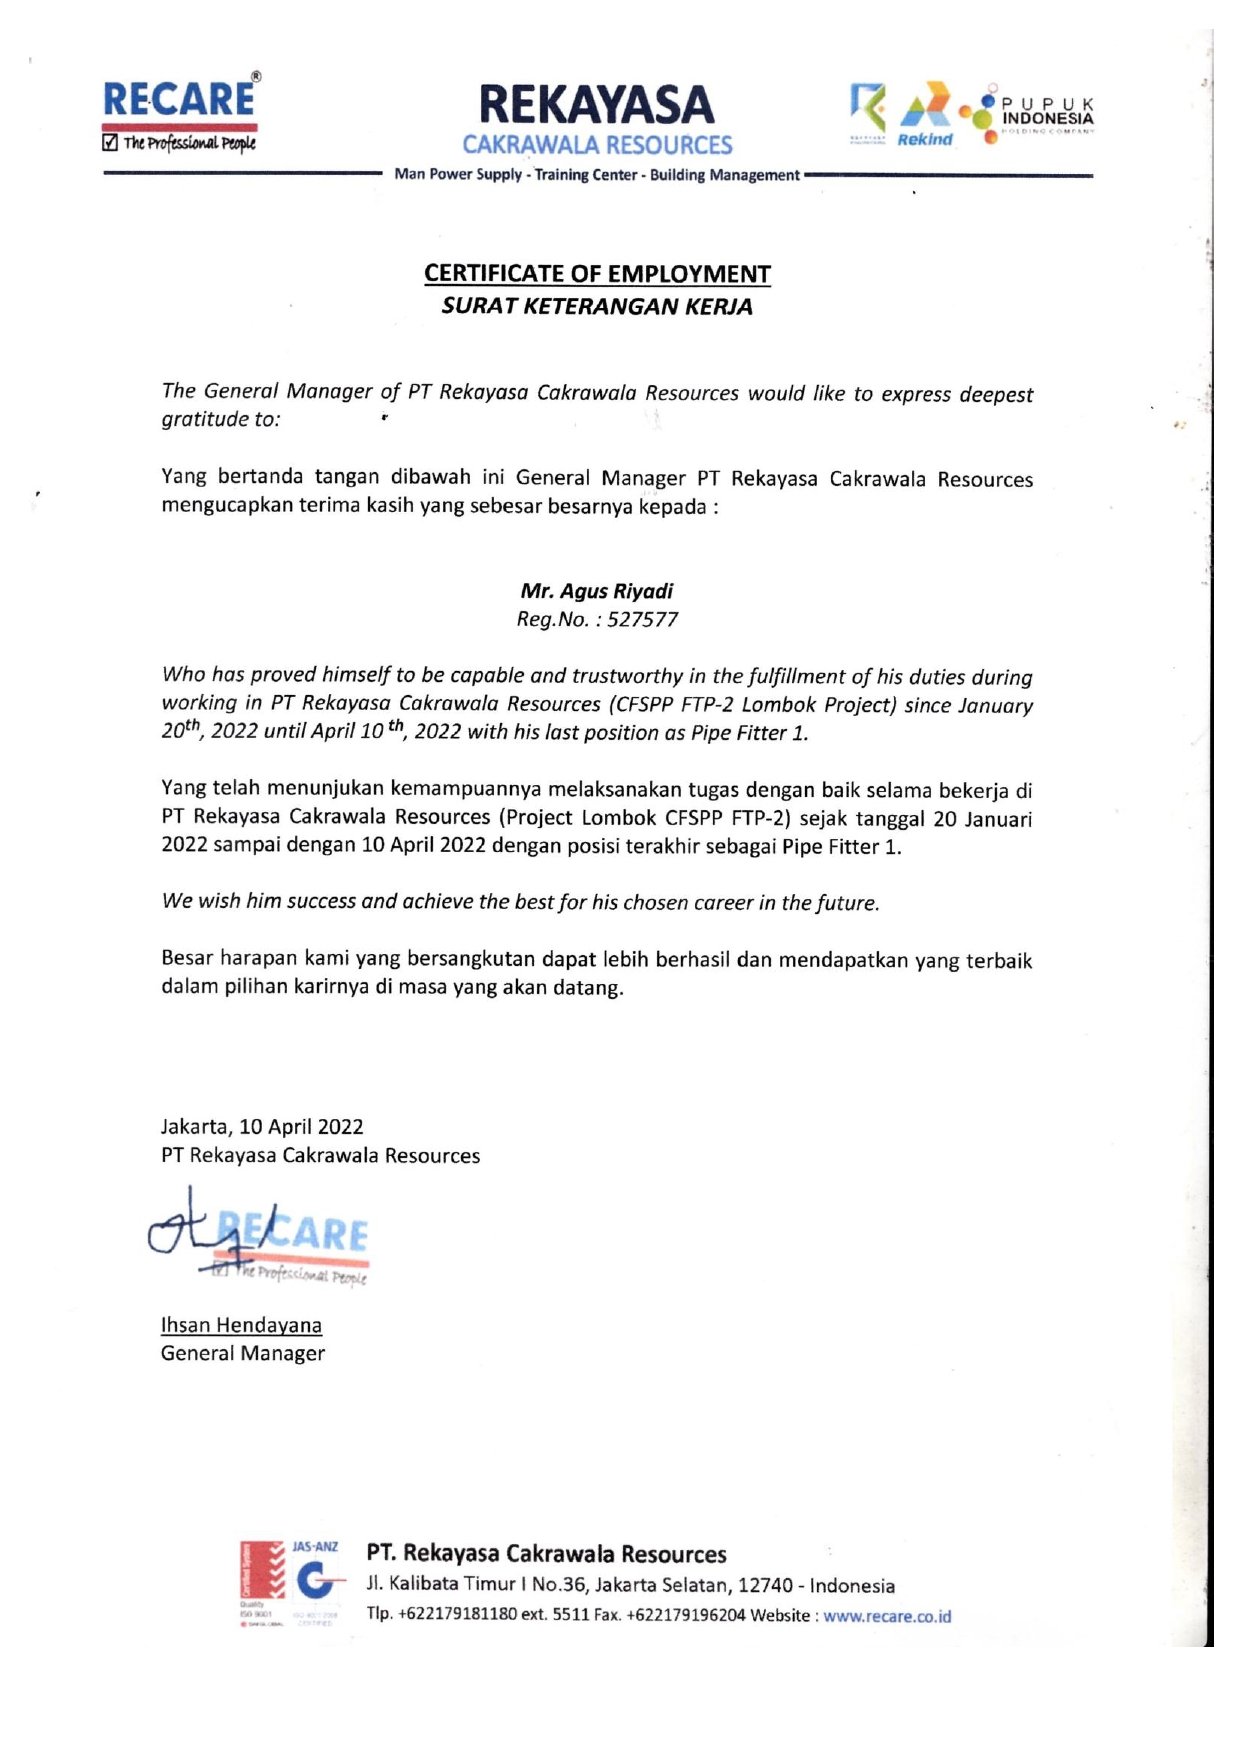 RECARE®
The Professional People
REKAYASA
CAKRAWALA RESOURCES
Man Power Supply - Training Center - Building Management
Rekind
PUPUK
INDONESIA
HOLDING COMPANY
CERTIFICATE OF EMPLOYMENT
SURAT KETERANGAN KERJA
The General Manager of PT Rekayasa Cakrawala Resources would like to express deepest
gratitude to:
Yang bertanda tangan dibawah ini General Manager PT Rekayasa Cakrawala Resources
mengucapkan terima kasih yang sebesar besarnya kepada :
Mr. Agus Riyadi
Reg.No. : 527577
Who has proved himself to be capable and trustworthy in the fulfillment of his duties during
working in PT Rekayasa Cakrawala Resources (CFSPP FTP-2 Lombok Project) since January
20th, 2022 until April 10 th, 2022 with his last position as Pipe Fitter 1.
Yang telah menunjukan kemampuannya melaksanakan tugas dengan baik selama bekerja di
PT Rekayasa Cakrawala Resources (Project Lombok CFSPP FTP-2) sejak tanggal 20 Januari
2022 sampai dengan 10 April 2022 dengan posisi terakhir sebagai Pipe Fitter 1.
We wish him success and achieve the best for his chosen career in the future.
Besar harapan kami yang bersangkutan dapat lebih berhasil dan mendapatkan yang terbaik
dalam pilihan karirnya di masa yang akan datang.
Jakarta, 10 April 2022
PT Rekayasa Cakrawala Resources
RECARE
The Professional People
Ihsan Hendayana
General Manager
Certified System
Quality
ISO 9001
JAS-ANZ
PT. Rekayasa Cakrawala Resources
Jl. Kalibata Timur I No.36, Jakarta Selatan, 12740 - Indonesia
Tlp. +622179181180 ext. 5511 Fax. +622179196204 Website : www.recare.co.id